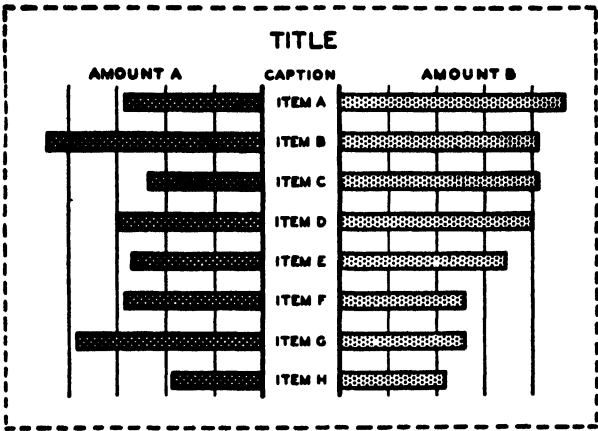 TITLE
AMOUNT A CAPTION AMOUNT B
ITEM A
ITEM B
ITEM C
ITEM D
ITEM E
ITEM F
ITEM G
ITEM H